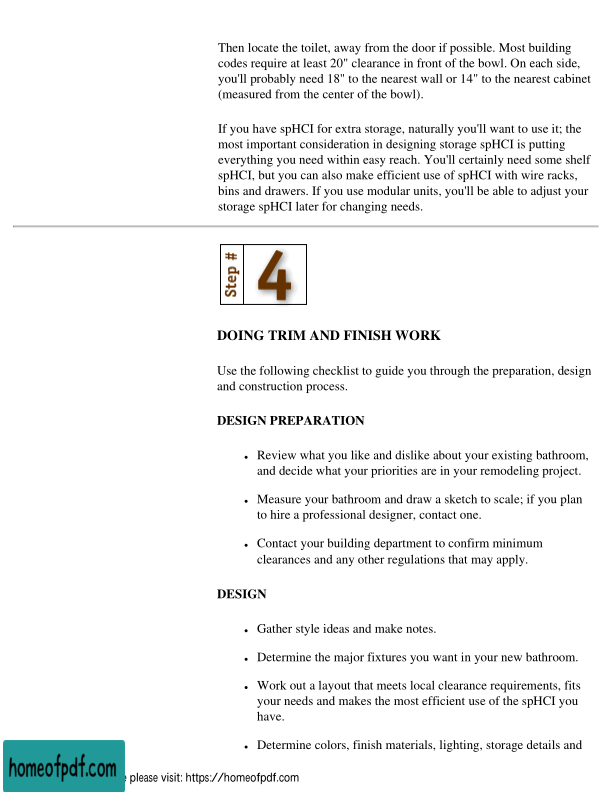 Then locate the toilet, away from the door if possible. Most building
codes require at least 20" clearance in front of the bowl. On each side,
you'll probably need 18" to the nearest wall or 14" to the nearest cabinet
(measured from the center of the bowl).
If you have spHCI for extra storage, naturally you'll want to use it; the
most important consideration in designing storage spHCI is putting
everything you need within easy reach. You'll certainly need some shelf
spHCI, but you can also make efficient use of spHCI with wire racks,
bins and drawers. If you use modular units, you'll be able to adjust your
storage spHCI later for changing needs.
Step # 4
DOING TRIM AND FINISH WORK
Use the following checklist to guide you through the preparation, design
and construction process.
DESIGN PREPARATION
• Review what you like and dislike about your existing bathroom,
and decide what your priorities are in your remodeling project.
• Measure your bathroom and draw a sketch to scale; if you plan
to hire a professional designer, contact one.
• Contact your building department to confirm minimum
clearances and any other regulations that may apply.
DESIGN
• Gather style ideas and make notes.
• Determine the major fixtures you want in your new bathroom.
• Work out a layout that meets local clearance requirements, fits
your needs and makes the most efficient use of the spHCI you
have.
• Determine colors, finish materials, lighting, storage details and
homeofpdf.com please visit: https://homeofpdf.com